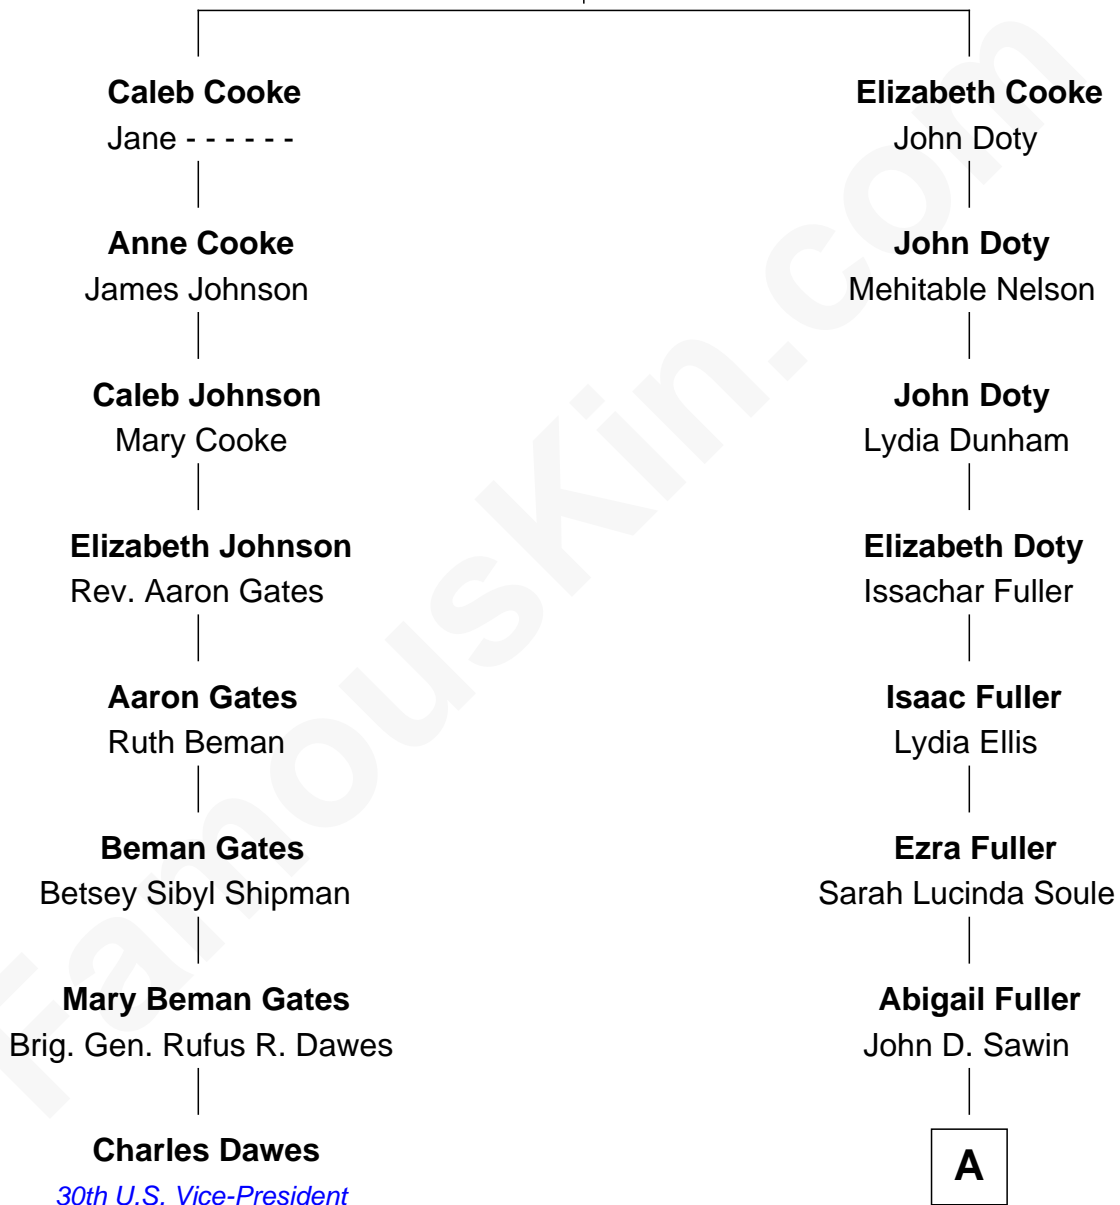 Caleb Cooke
Jane - - - - - -
Anne Cooke
James Johnson
Caleb Johnson
Mary Cooke
Elizabeth Johnson
Rev. Aaron Gates
Aaron Gates
Ruth Beman
Beman Gates
Betsey Sibyl Shipman
Mary Beman Gates
Brig. Gen. Rufus R. Dawes
Charles Dawes
30th U.S. Vice-President
Elizabeth Cooke
John Doty
John Doty
Mehitable Nelson
John Doty
Lydia Dunham
Elizabeth Doty
Issachar Fuller
Isaac Fuller
Lydia Ellis
Ezra Fuller
Sarah Lucinda Soule
Abigail Fuller
John D. Sawin
A
FamousKin.com